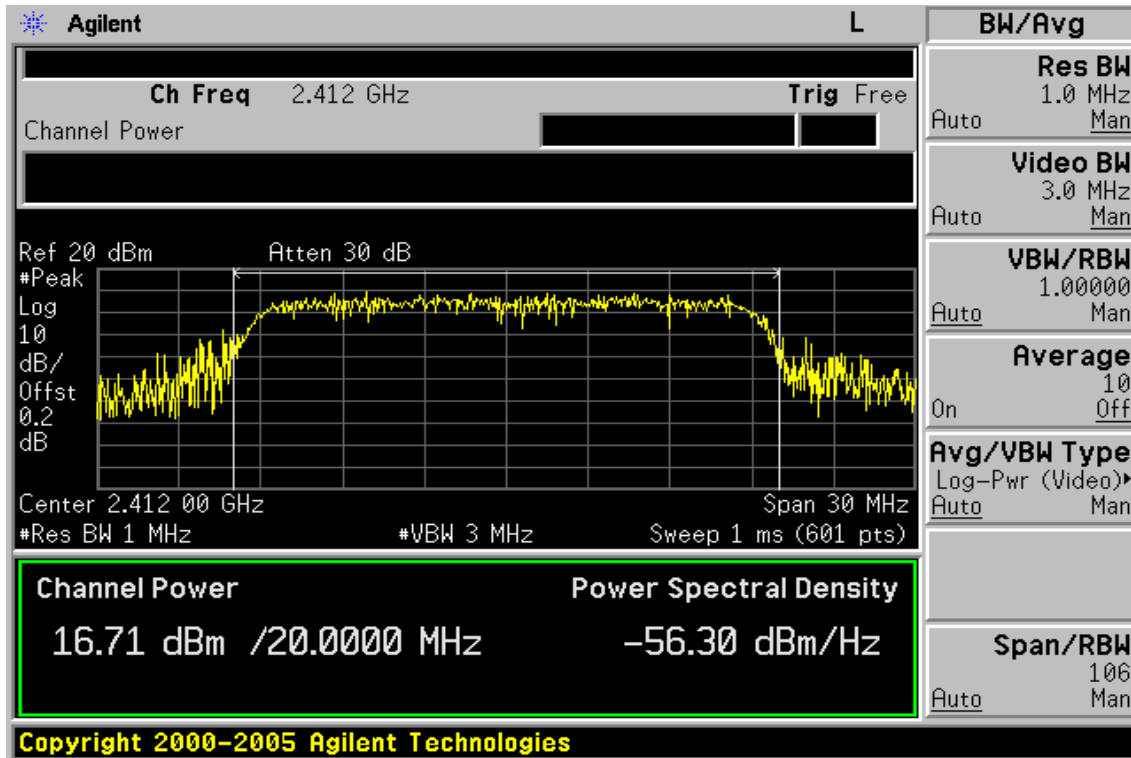 Agilent L
Ch Freq 2.412 GHz Trig Free
Channel Power
Ref 20 dBm Atten 30 dB
#Peak
Log
10
dB/
Offst
0.2
dB
Center 2.412 00 GHz Span 30 MHz
#Res BW 1 MHz #VBW 3 MHz Sweep 1 ms (601 pts)
Channel Power Power Spectral Density
16.71 dBm /20.0000 MHz -56.30 dBm/Hz
Copyright 2000-2005 Agilent Technologies
BW/Avg
Res BW
1.0 MHz
Auto Man
Video BW
3.0 MHz
Auto Man
VBW/RBW
1.00000
Auto Man
Average
10
On Off
Avg/VBW Type
Log-Pwr (Video)▸
Auto Man
Span/RBW
106
Auto Man